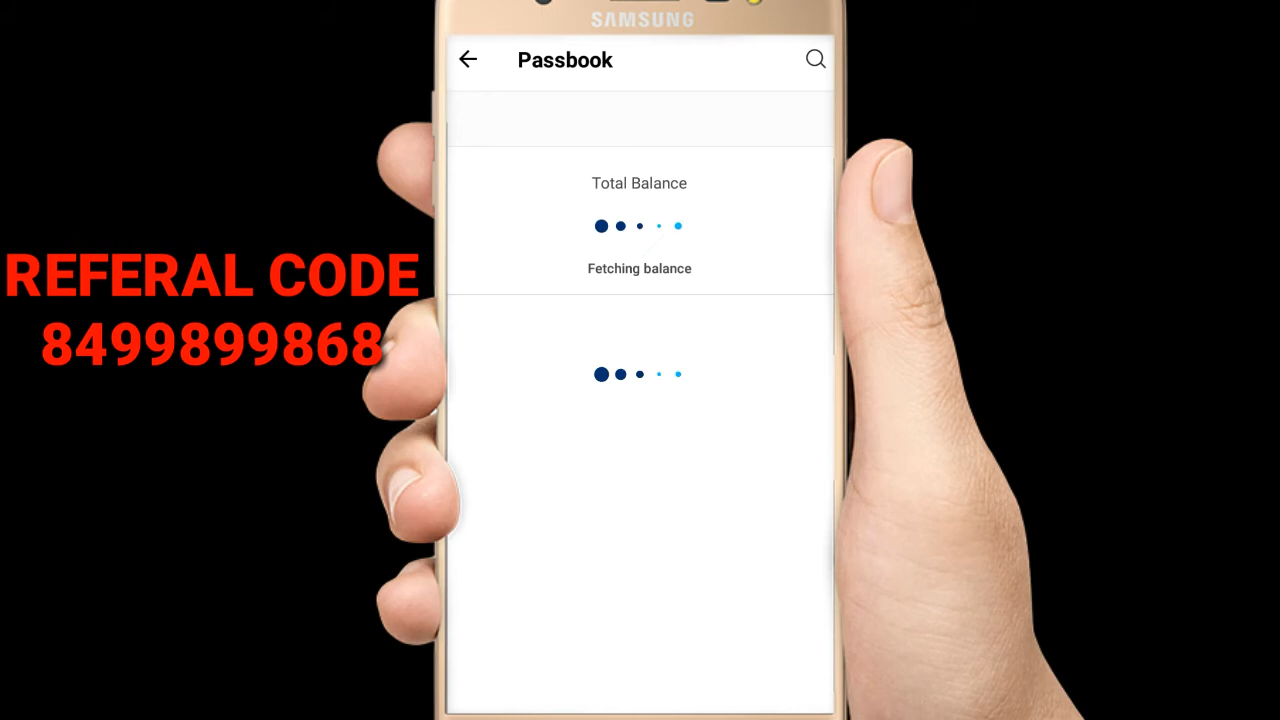 SAMSUNG
Passbook
Total Balance
Fetching balance
REFERAL CODE
8499899868